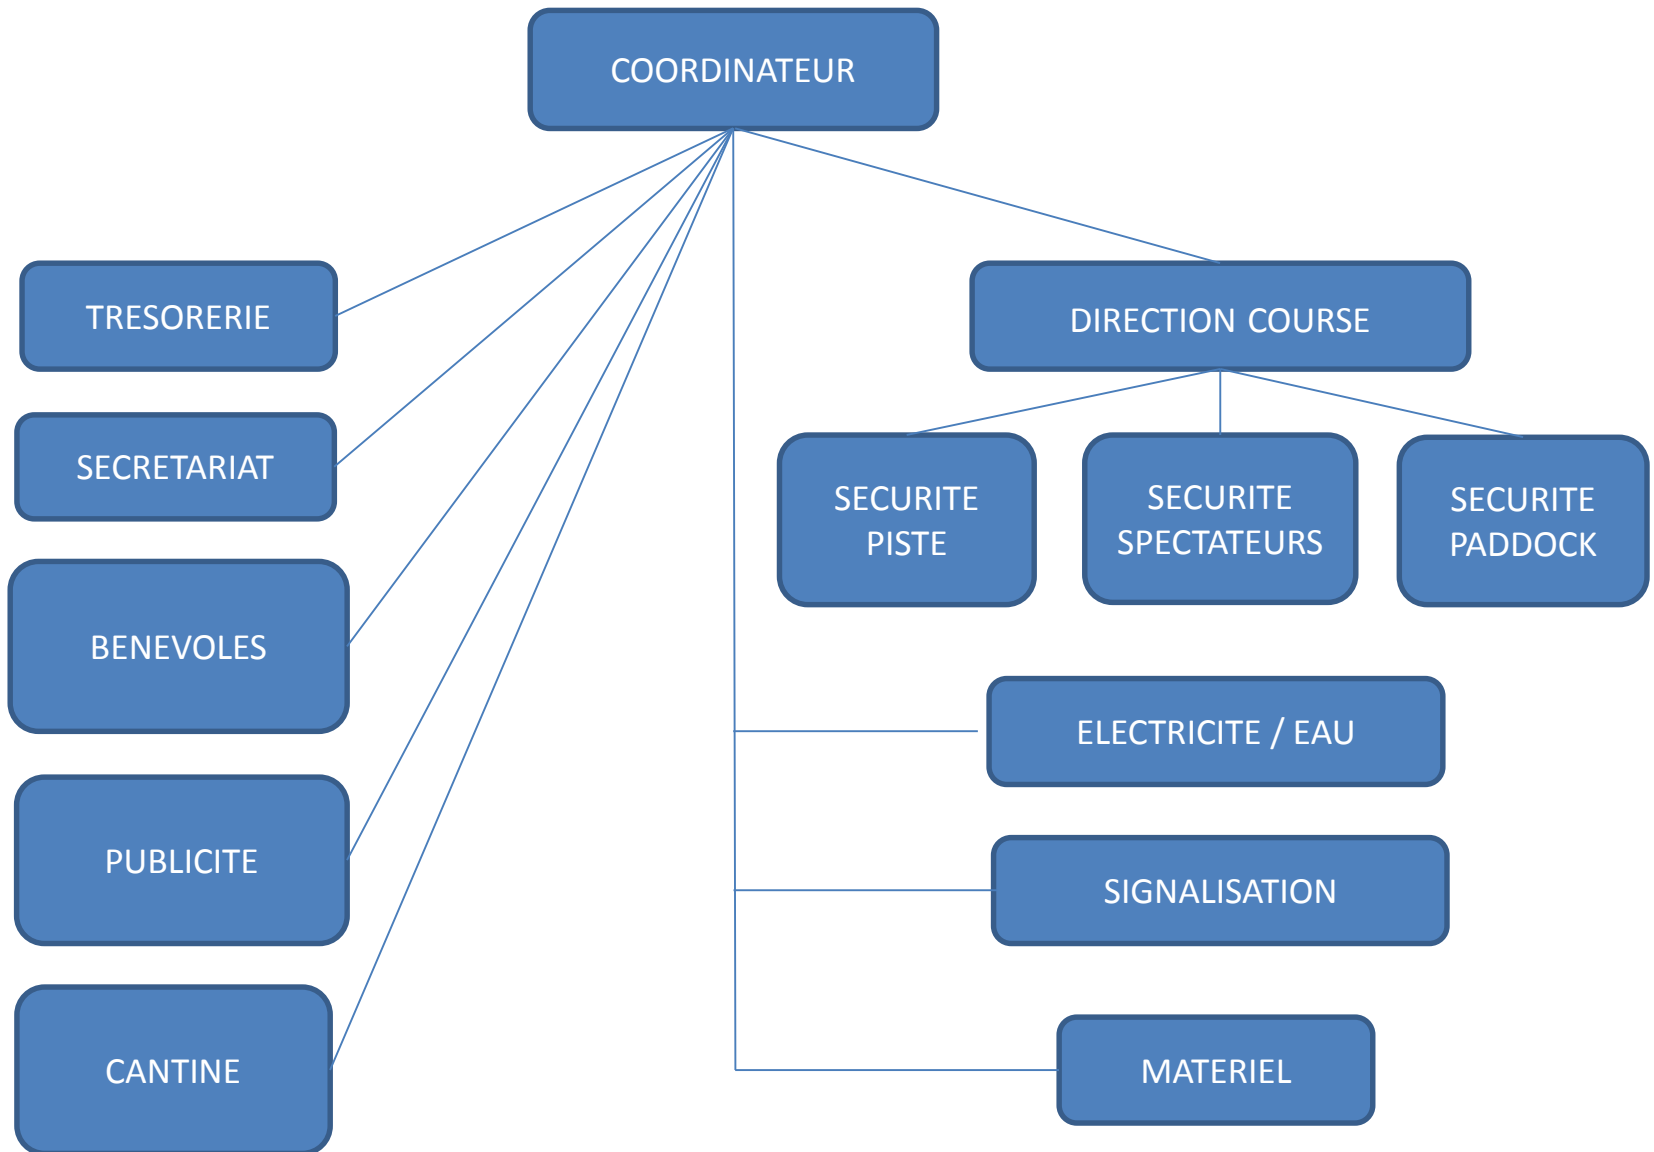 COORDINATEUR
TRESORERIE
DIRECTION COURSE
SECRETARIAT
SECURITE
PISTE
SECURITE
SPECTATEURS
SECURITE
PADDOCK
BENEVOLES
ELECTRICITE / EAU
PUBLICITE
SIGNALISATION
CANTINE
MATERIEL